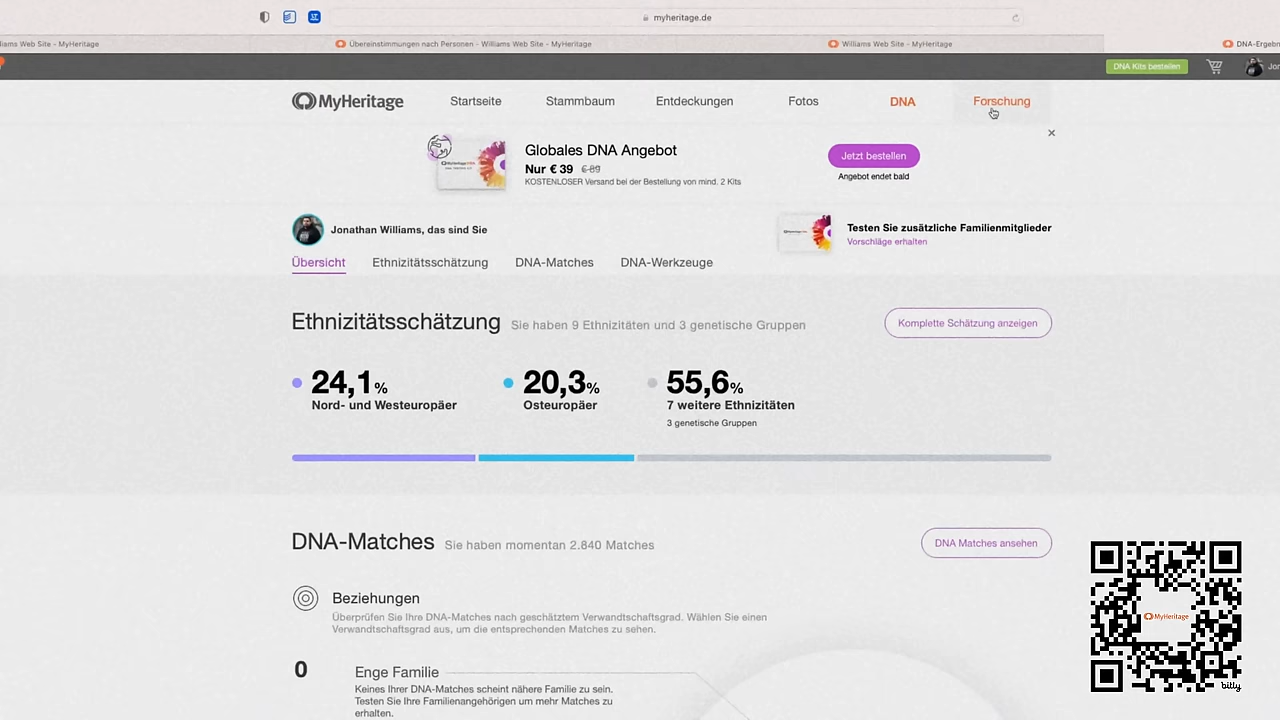 myheritage.de
iams Web Site - MyHeritage
Übereinstimmungen nach Personen - Williams Web Site - MyHeritage
Williams Web Site - MyHeritage
DNA-Ergebn
DNA Kits bestellen
Jon
MyHeritage
Startseite
Stammbaum
Entdeckungen
Fotos
DNA
Forschung
Globales DNA Angebot
Nur € 39 € 89
KOSTENLOSER Versand bei der Bestellung von mind. 2 Kits
Jetzt bestellen
Angebot endet bald
Jonathan Williams, das sind Sie
Testen Sie zusätzliche Familienmitglieder
Vorschläge erhalten
Übersicht
Ethnizitätsschätzung
DNA-Matches
DNA-Werkzeuge
Ethnizitätsschätzung Sie haben 9 Ethnizitäten und 3 genetische Gruppen
Komplette Schätzung anzeigen
24,1%
Nord- und Westeuropäer
20,3%
Osteuropäer
55,6%
7 weitere Ethnizitäten
3 genetische Gruppen
DNA-Matches Sie haben momentan 2.840 Matches
DNA Matches ansehen
Beziehungen
Überprüfen Sie Ihre DNA-Matches nach geschätztem Verwandtschaftsgrad. Wählen Sie einen
Verwandtschaftsgrad aus, um die entsprechenden Matches zu sehen.
0
Enge Familie
Keines Ihrer DNA-Matches scheint nähere Familie zu sein.
Testen Sie Ihre Familienangehörigen um mehr Matches zu
erhalten.
MyHeritage
bitly